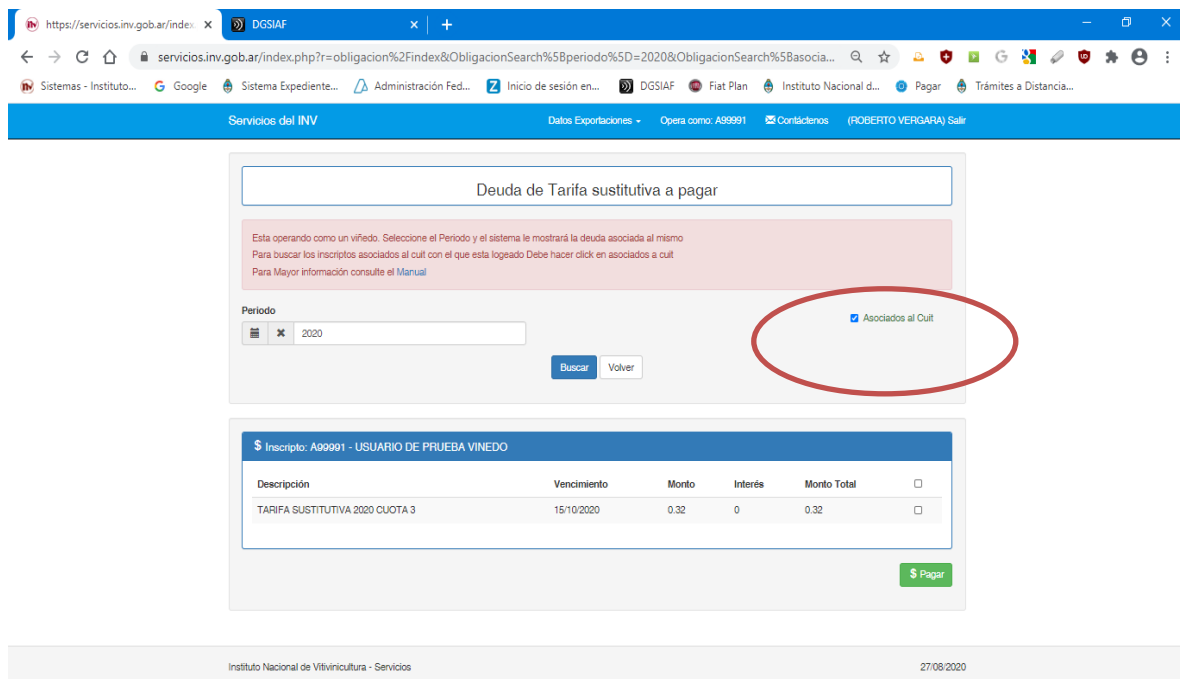 https://servicios.inv.gob.ar/index
DGSIAF
servicios.inv.gob.ar/index.php?r=obligacion%2Findex&ObligacionSearch%5Bperiodo%5D=2020&ObligacionSearch%5Basocia...
Sistemas - Instituto... Google Sistema Expediente... Administración Fed... Inicio de sesión en... DGSIAF Fiat Plan Instituto Nacional d... Pagar Trámites a Distancia...
Servicios del INV Datos Exportaciones Opera como: A99991 Contáctenos (ROBERTO VERGARA) Salir
Deuda de Tarifa sustitutiva a pagar
Esta operando como un viñedo. Seleccione el Periodo y el sistema le mostrará la deuda asociada al mismo
Para buscar los inscriptos asociados al cuit con el que esta logeado Debe hacer click en asociados a cuit
Para Mayor información consulte el Manual
Periodo
Asociados al Cuit
2020
Buscar Volver
$ Inscripto: A99991 - USUARIO DE PRUEBA VINEDO
Descripción Vencimiento Monto Interés Monto Total
TARIFA SUSTITUTIVA 2020 CUOTA 3 15/10/2020 0.32 0 0.32
$ Pagar
Instituto Nacional de Vitivinicultura - Servicios 27/08/2020